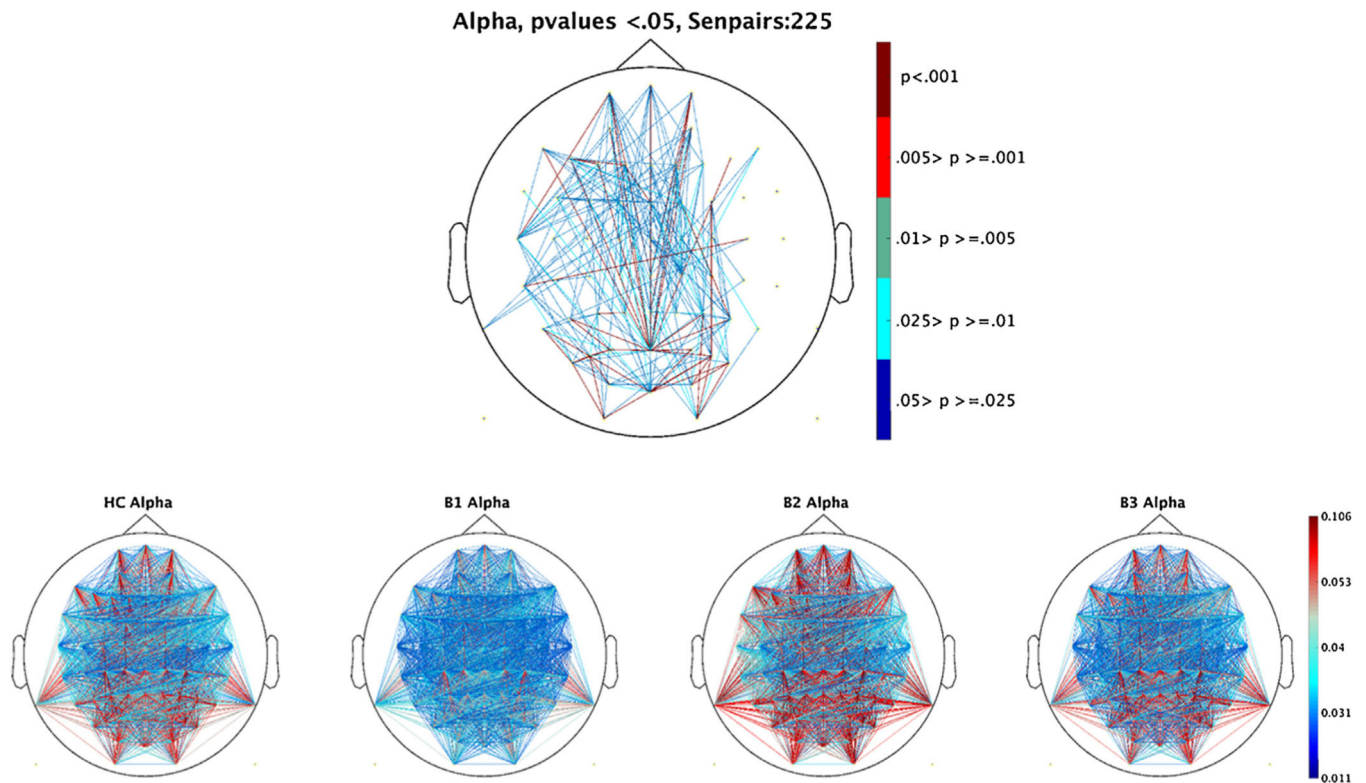 Alpha, pvalues <.05, Senpairs:225
p<.001
.005> p >=.001
.01> p >=.005
.025> p >=.01
.05> p >=.025
HC Alpha
B1 Alpha
B2 Alpha
B3 Alpha
0.106
0.053
0.04
0.031
0.011